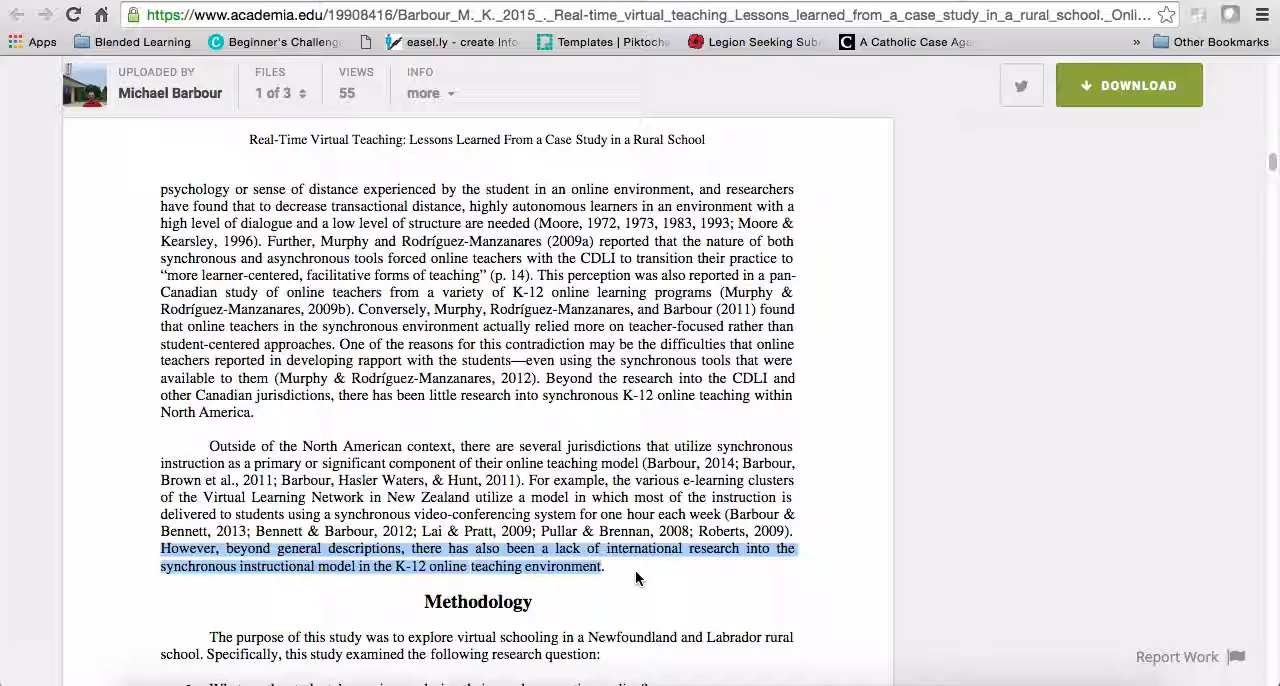 https://www.academia.edu/19908416/Barbour_M._K._2015_._Real-time_virtual_teaching_Lessons_learned_from_a_case_study_in_a_rural_school._Onli...
Apps Blended Learning Beginner's Challeng easel.ly - create Info Templates | Piktocha Legion Seeking Sub A Catholic Case Aga » Other Bookmarks
UPLOADED BY FILES VIEWS INFO
Michael Barbour 1 of 3 55 more
DOWNLOAD
Real-Time Virtual Teaching: Lessons Learned From a Case Study in a Rural School
psychology or sense of distance experienced by the student in an online environment, and researchers
have found that to decrease transactional distance, highly autonomous learners in an environment with a
high level of dialogue and a low level of structure are needed (Moore, 1972, 1973, 1983, 1993; Moore &
Kearsley, 1996). Further, Murphy and Rodríguez-Manzanares (2009a) reported that the nature of both
synchronous and asynchronous tools forced online teachers with the CDLI to transition their practice to
“more learner-centered, facilitative forms of teaching” (p. 14). This perception was also reported in a pan-
Canadian study of online teachers from a variety of K-12 online learning programs (Murphy &
Rodríguez-Manzanares, 2009b). Conversely, Murphy, Rodríguez-Manzanares, and Barbour (2011) found
that online teachers in the synchronous environment actually relied more on teacher-focused rather than
student-centered approaches. One of the reasons for this contradiction may be the difficulties that online
teachers reported in developing rapport with the students—even using the synchronous tools that were
available to them (Murphy & Rodríguez-Manzanares, 2012). Beyond the research into the CDLI and
other Canadian jurisdictions, there has been little research into synchronous K-12 online teaching within
North America.
Outside of the North American context, there are several jurisdictions that utilize synchronous
instruction as a primary or significant component of their online teaching model (Barbour, 2014; Barbour,
Brown et al., 2011; Barbour, Hasler Waters, & Hunt, 2011). For example, the various e-learning clusters
of the Virtual Learning Network in New Zealand utilize a model in which most of the instruction is
delivered to students using a synchronous video-conferencing system for one hour each week (Barbour &
Bennett, 2013; Bennett & Barbour, 2012; Lai & Pratt, 2009; Pullar & Brennan, 2008; Roberts, 2009).
However, beyond general descriptions, there has also been a lack of international research into the
synchronous instructional model in the K-12 online teaching environment.
Methodology
The purpose of this study was to explore virtual schooling in a Newfoundland and Labrador rural
school. Specifically, this study examined the following research question:
Report Work